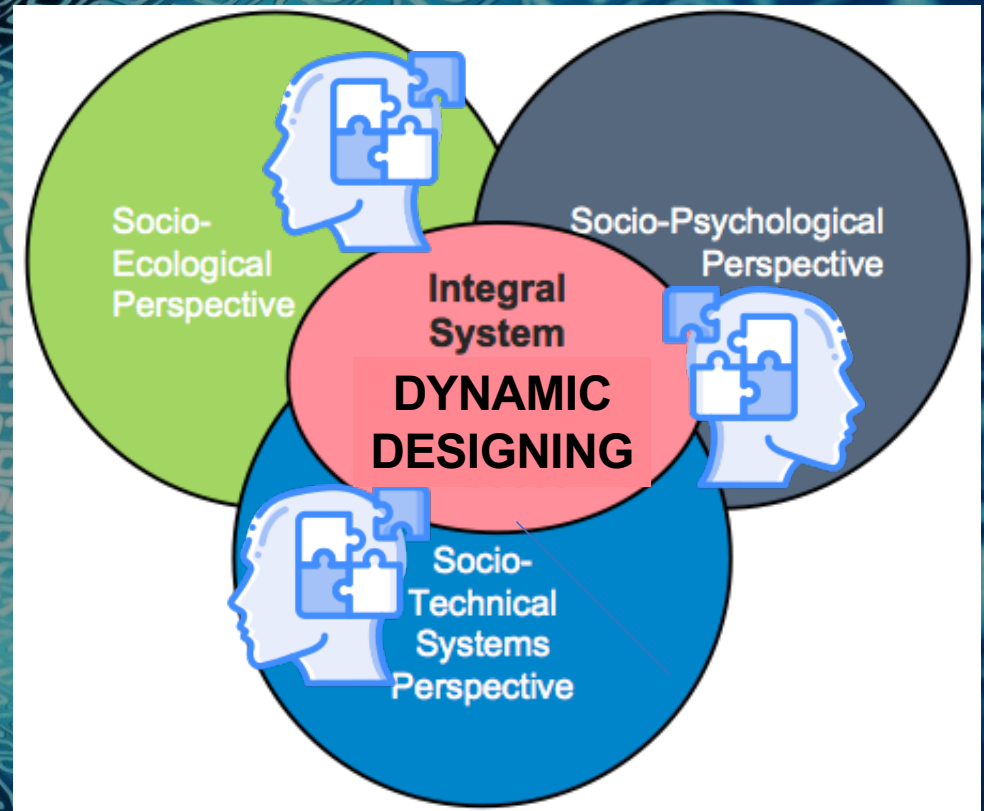 Socio-
Ecological
Perspective
Socio-Psychological
Perspective
Integral
System
DYNAMIC
DESIGNING
Socio-
Technical
Systems
Perspective